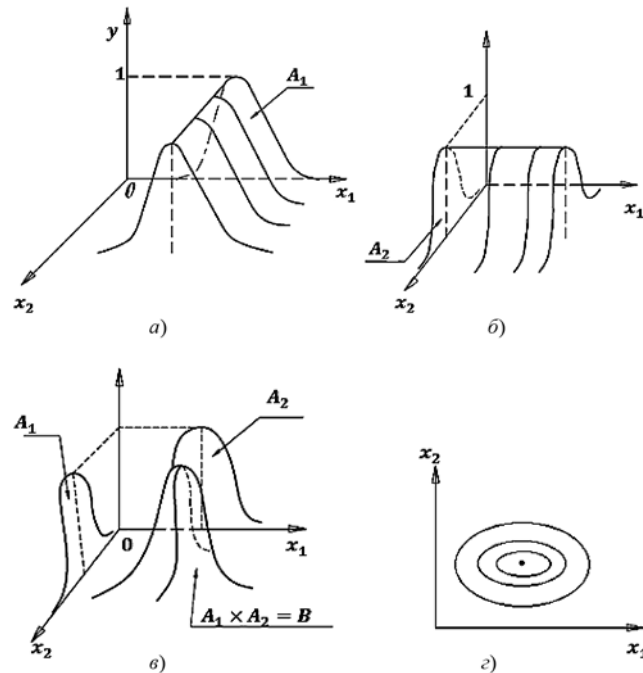 y
1
A₁
0
x₁
x₂
а)
1
x₁
A₂
x₂
б)
A₁
A₂
0
x₁
A₁ × A₂ = B
x₂
в)
x₂
x₁
г)